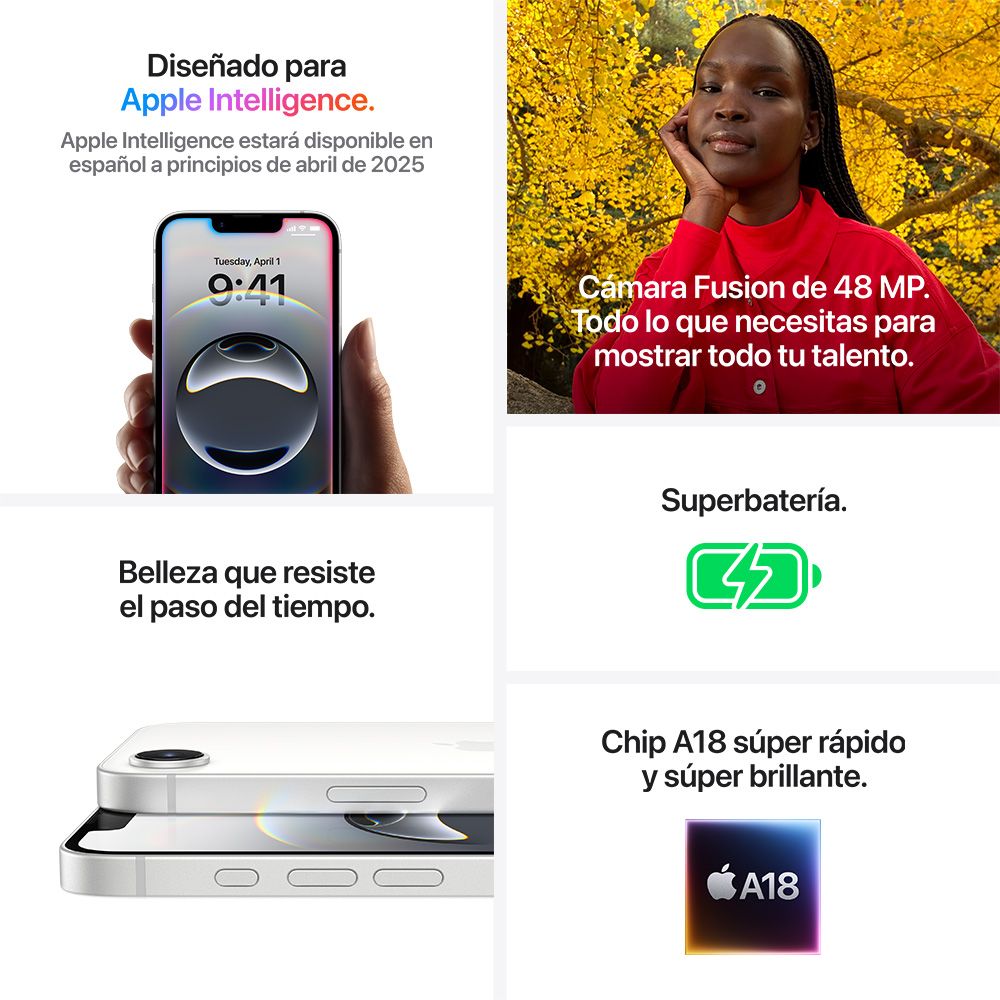 Diseñado para
Apple Intelligence.
Apple Intelligence estará disponible en
español a principios de abril de 2025
Tuesday, April 1
9:41
Cámara Fusion de 48 MP.
Todo lo que necesitas para
mostrar todo tu talento.
Superbatería.
Belleza que resiste
el paso del tiempo.
Chip A18 súper rápido
y súper brillante.
A18